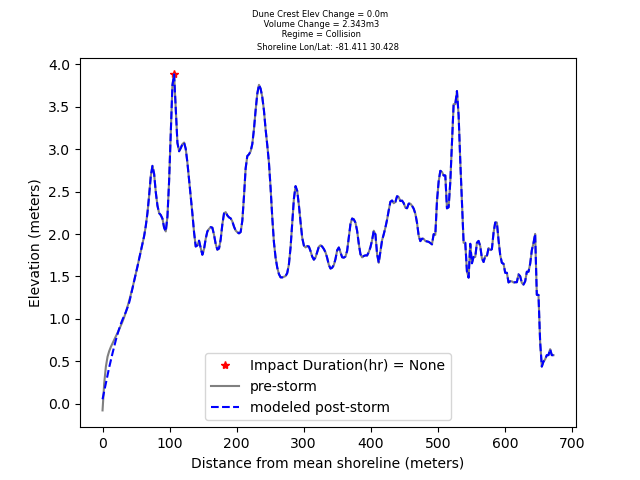 Dune Crest Elev Change = 0.0m
Volume Change = 2.343m3
Regime = Collision
Shoreline Lon/Lat: -81.411 30.428
4.0
3.5
3.0
2.5
2.0
1.5
1.0
0.5
0.0
Elevation (meters)
Impact Duration(hr) = None
pre-storm
modeled post-storm
0 100 200 300 400 500 600 700
Distance from mean shoreline (meters)